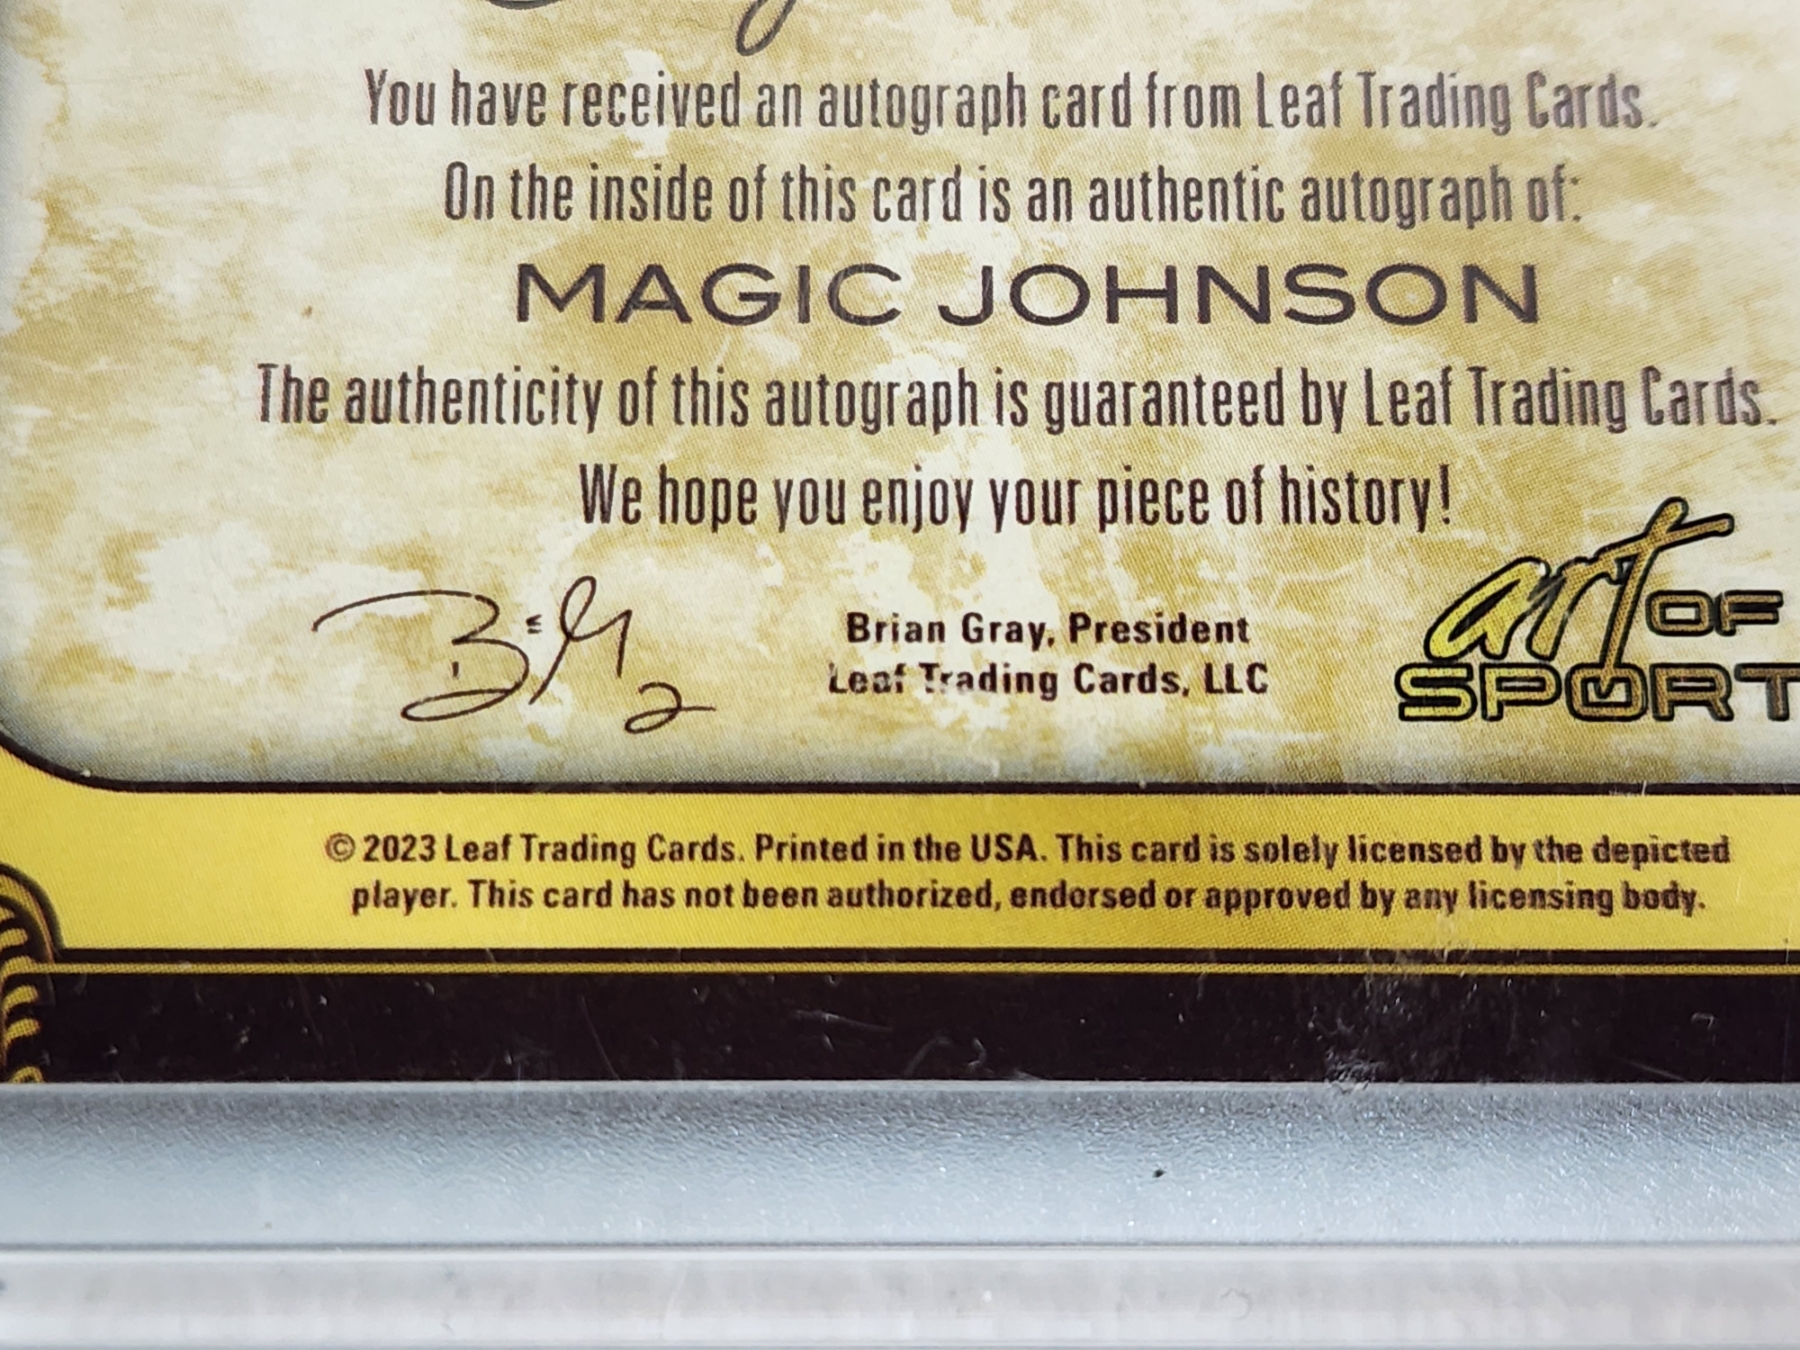 You have received an autograph card from Leaf Trading Cards.
On the inside of this card is an authentic autograph of:
MAGIC JOHNSON
The authenticity of this autograph is guaranteed by Leaf Trading Cards.
We hope you enjoy your piece of history!
Brian Gray, President
Leaf Trading Cards, LLC
art OF
SPORT
© 2023 Leaf Trading Cards. Printed in the USA. This card is solely licensed by the depicted
player. This card has not been authorized, endorsed or approved by any licensing body.